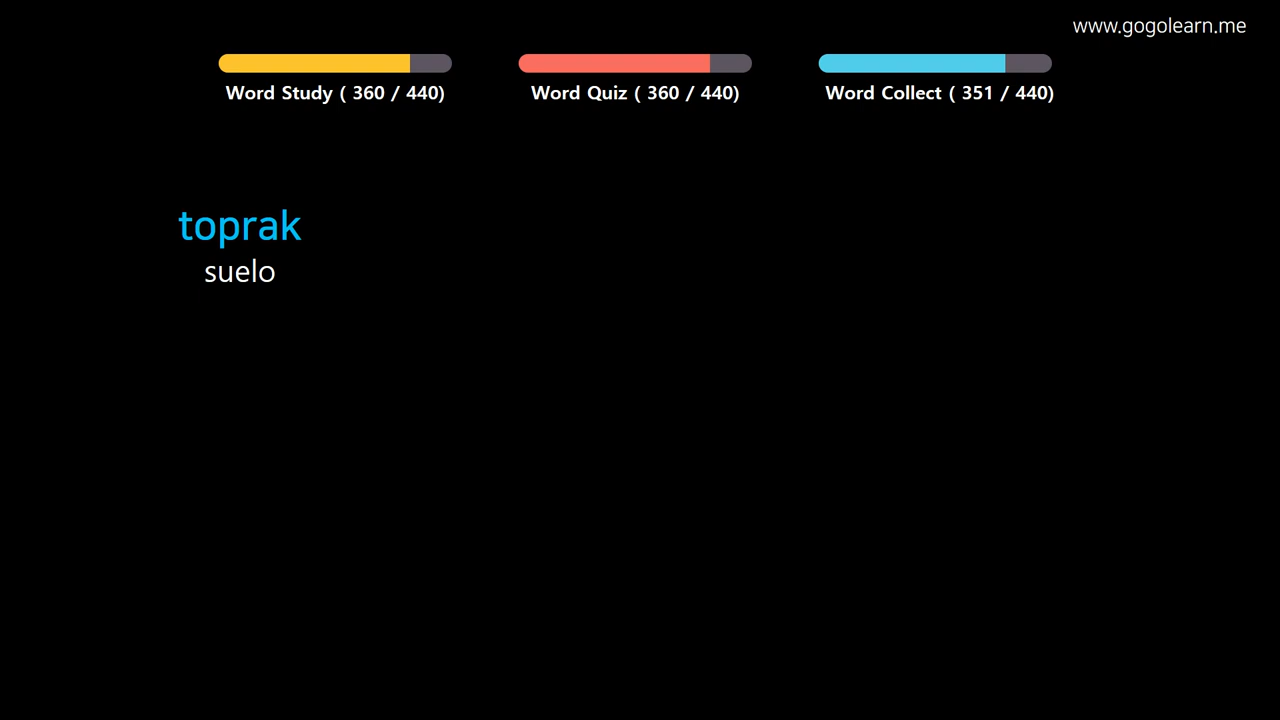 www.gogolearn.me
Word Study ( 360 / 440)
Word Quiz ( 360 / 440)
Word Collect ( 351 / 440)
toprak
suelo